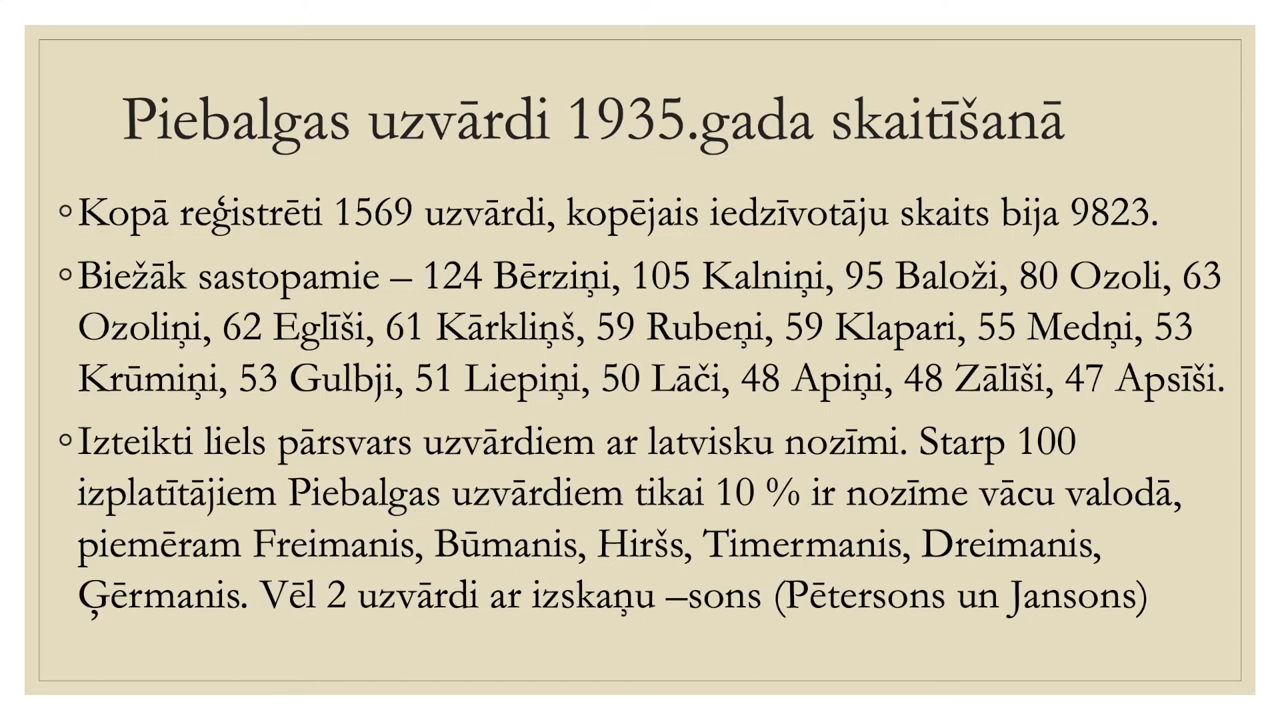 Piebalgas uzvārdi 1935.gada skaitīšanā
◦Kopā reģistrēti 1569 uzvārdi, kopējais iedzīvotāju skaits bija 9823.
◦Biežāk sastopamie – 124 Bērziņi, 105 Kalniņi, 95 Baloži, 80 Ozoli, 63
Ozoliņi, 62 Eglīši, 61 Kārkliņš, 59 Rubeņi, 59 Klapari, 55 Medņi, 53
Krūmiņi, 53 Gulbji, 51 Liepiņi, 50 Lāči, 48 Apiņi, 48 Zālīši, 47 Apsīši.
◦Izteikti liels pārsvars uzvārdiem ar latvisku nozīmi. Starp 100
izplatītājiem Piebalgas uzvārdiem tikai 10 % ir nozīme vācu valodā,
piemēram Freimanis, Būmanis, Hiršs, Timermanis, Dreimanis,
Ģērmanis. Vēl 2 uzvārdi ar izskaņu –sons (Pētersons un Jansons)